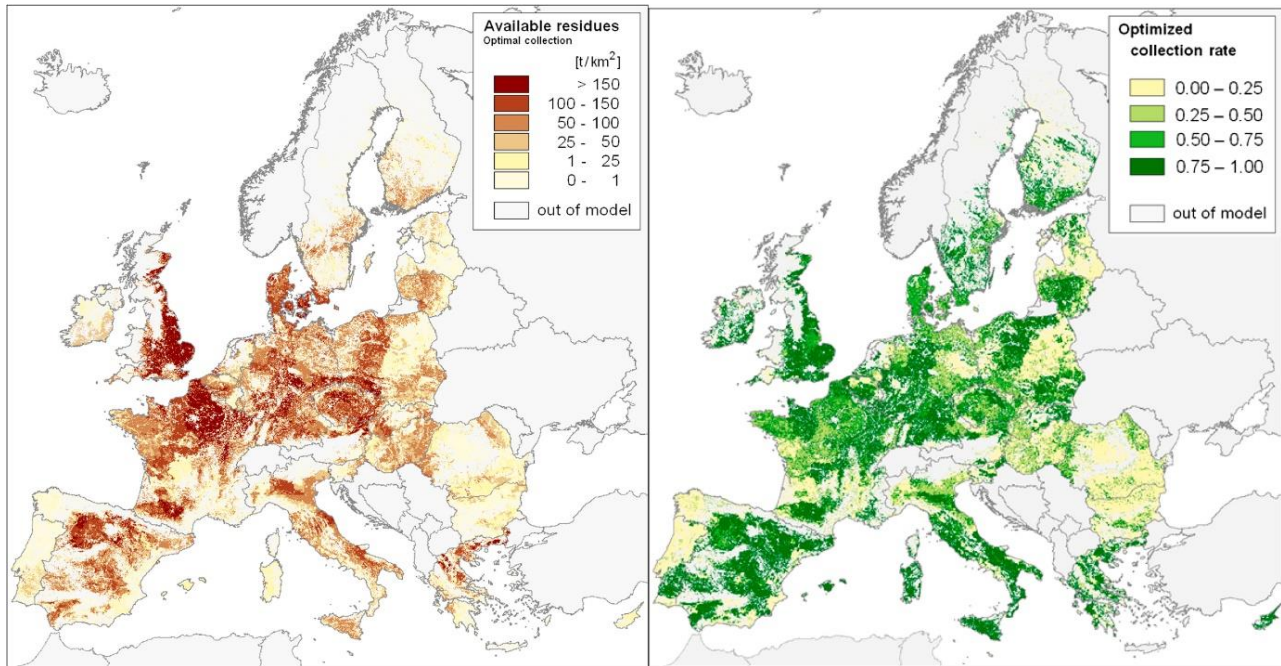 Available residues
Optimal collection
[t/km²]
> 150
100 - 150
50 - 100
25 - 50
1 - 25
0 - 1
out of model
Optimized
collection rate
0.00 – 0.25
0.25 – 0.50
0.50 – 0.75
0.75 – 1.00
out of model